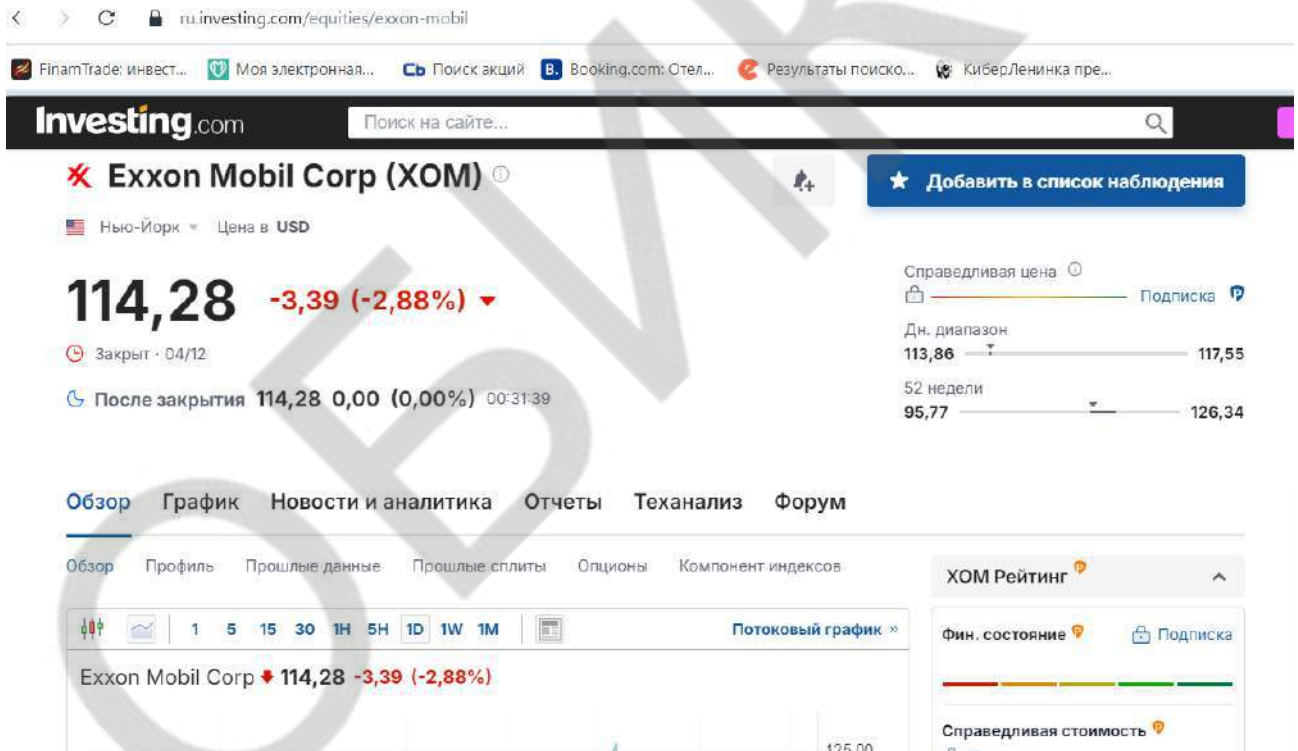 ru.investing.com/equities/exxon-mobil
FinamTrade: инвест... Моя электронная... Сь Поиск акций B. Booking.com: Отел... Результаты поиско... КиберЛенинка пре...
Investing.com Поиск на сайте...
Exxon Mobil Corp (XOM)
Добавить в список наблюдения
Нью-Йорк Цена в USD
114,28 -3,39 (-2,88%)
Закрыт · 04/12
После закрытия 114,28 0,00 (0,00%) 00:31:39
Справедливая цена
Подписка
Дн. диапазон
113,86 117,55
52 недели
95,77 126,34
Обзор График Новости и аналитика Отчеты Теханализ Форум
Обзор Профиль Прошлые данные Прошлые сплиты Опционы Компонент индексов
XOM Рейтинг
1 5 15 30 1H 5H 1D 1W 1M Потоковый график »
Фин. состояние Подписка
Exxon Mobil Corp 114,28 -3,39 (-2,88%)
Справедливая стоимость
125.00
ОБИК